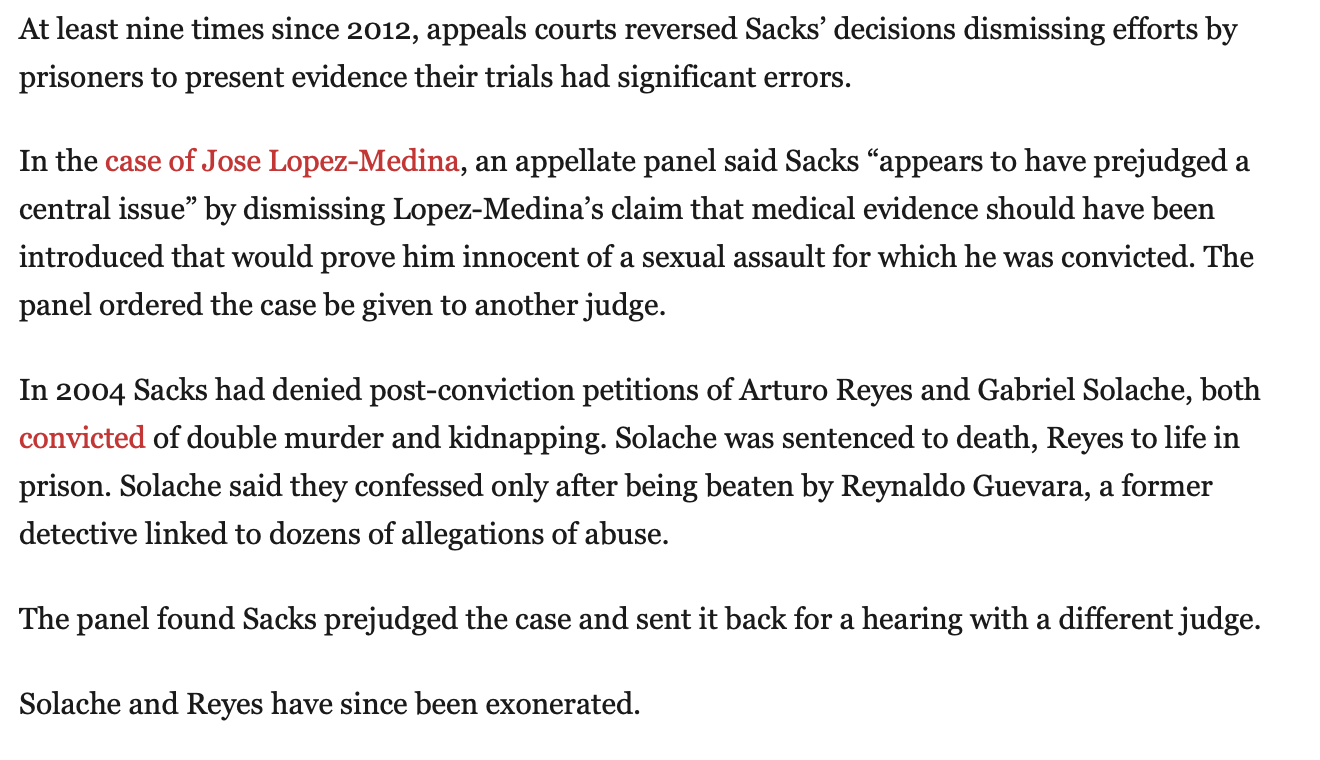 At least nine times since 2012, appeals courts reversed Sacks’ decisions dismissing efforts by
prisoners to present evidence their trials had significant errors.
In the case of Jose Lopez-Medina, an appellate panel said Sacks “appears to have prejudged a
central issue” by dismissing Lopez-Medina’s claim that medical evidence should have been
introduced that would prove him innocent of a sexual assault for which he was convicted. The
panel ordered the case be given to another judge.
In 2004 Sacks had denied post-conviction petitions of Arturo Reyes and Gabriel Solache, both
convicted of double murder and kidnapping. Solache was sentenced to death, Reyes to life in
prison. Solache said they confessed only after being beaten by Reynaldo Guevara, a former
detective linked to dozens of allegations of abuse.
The panel found Sacks prejudged the case and sent it back for a hearing with a different judge.
Solache and Reyes have since been exonerated.